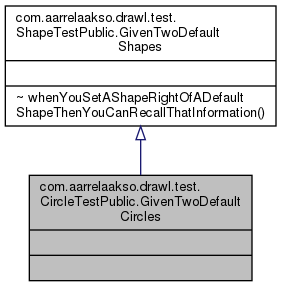 com.aarrelaakso.drawl.test.
ShapeTestPublic.GivenTwoDefault
Shapes
~ whenYouSetAShapeRightOfADefault
ShapeThenYouCanRecallThatInformation()
com.aarrelaakso.drawl.test.
CircleTestPublic.GivenTwoDefault
Circles